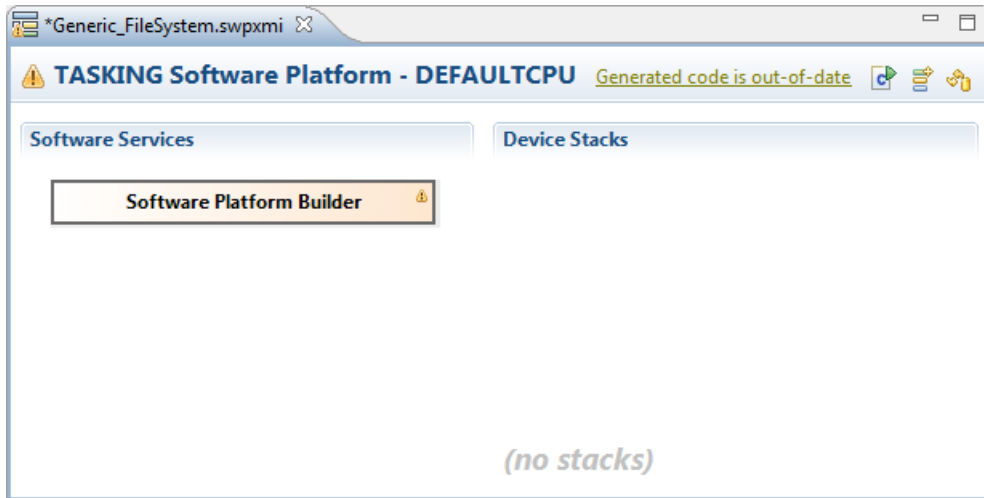 *Generic_FileSystem.swpxmi
TASKING Software Platform - DEFAULTCPU Generated code is out-of-date
Software Services
Device Stacks
Software Platform Builder
(no stacks)